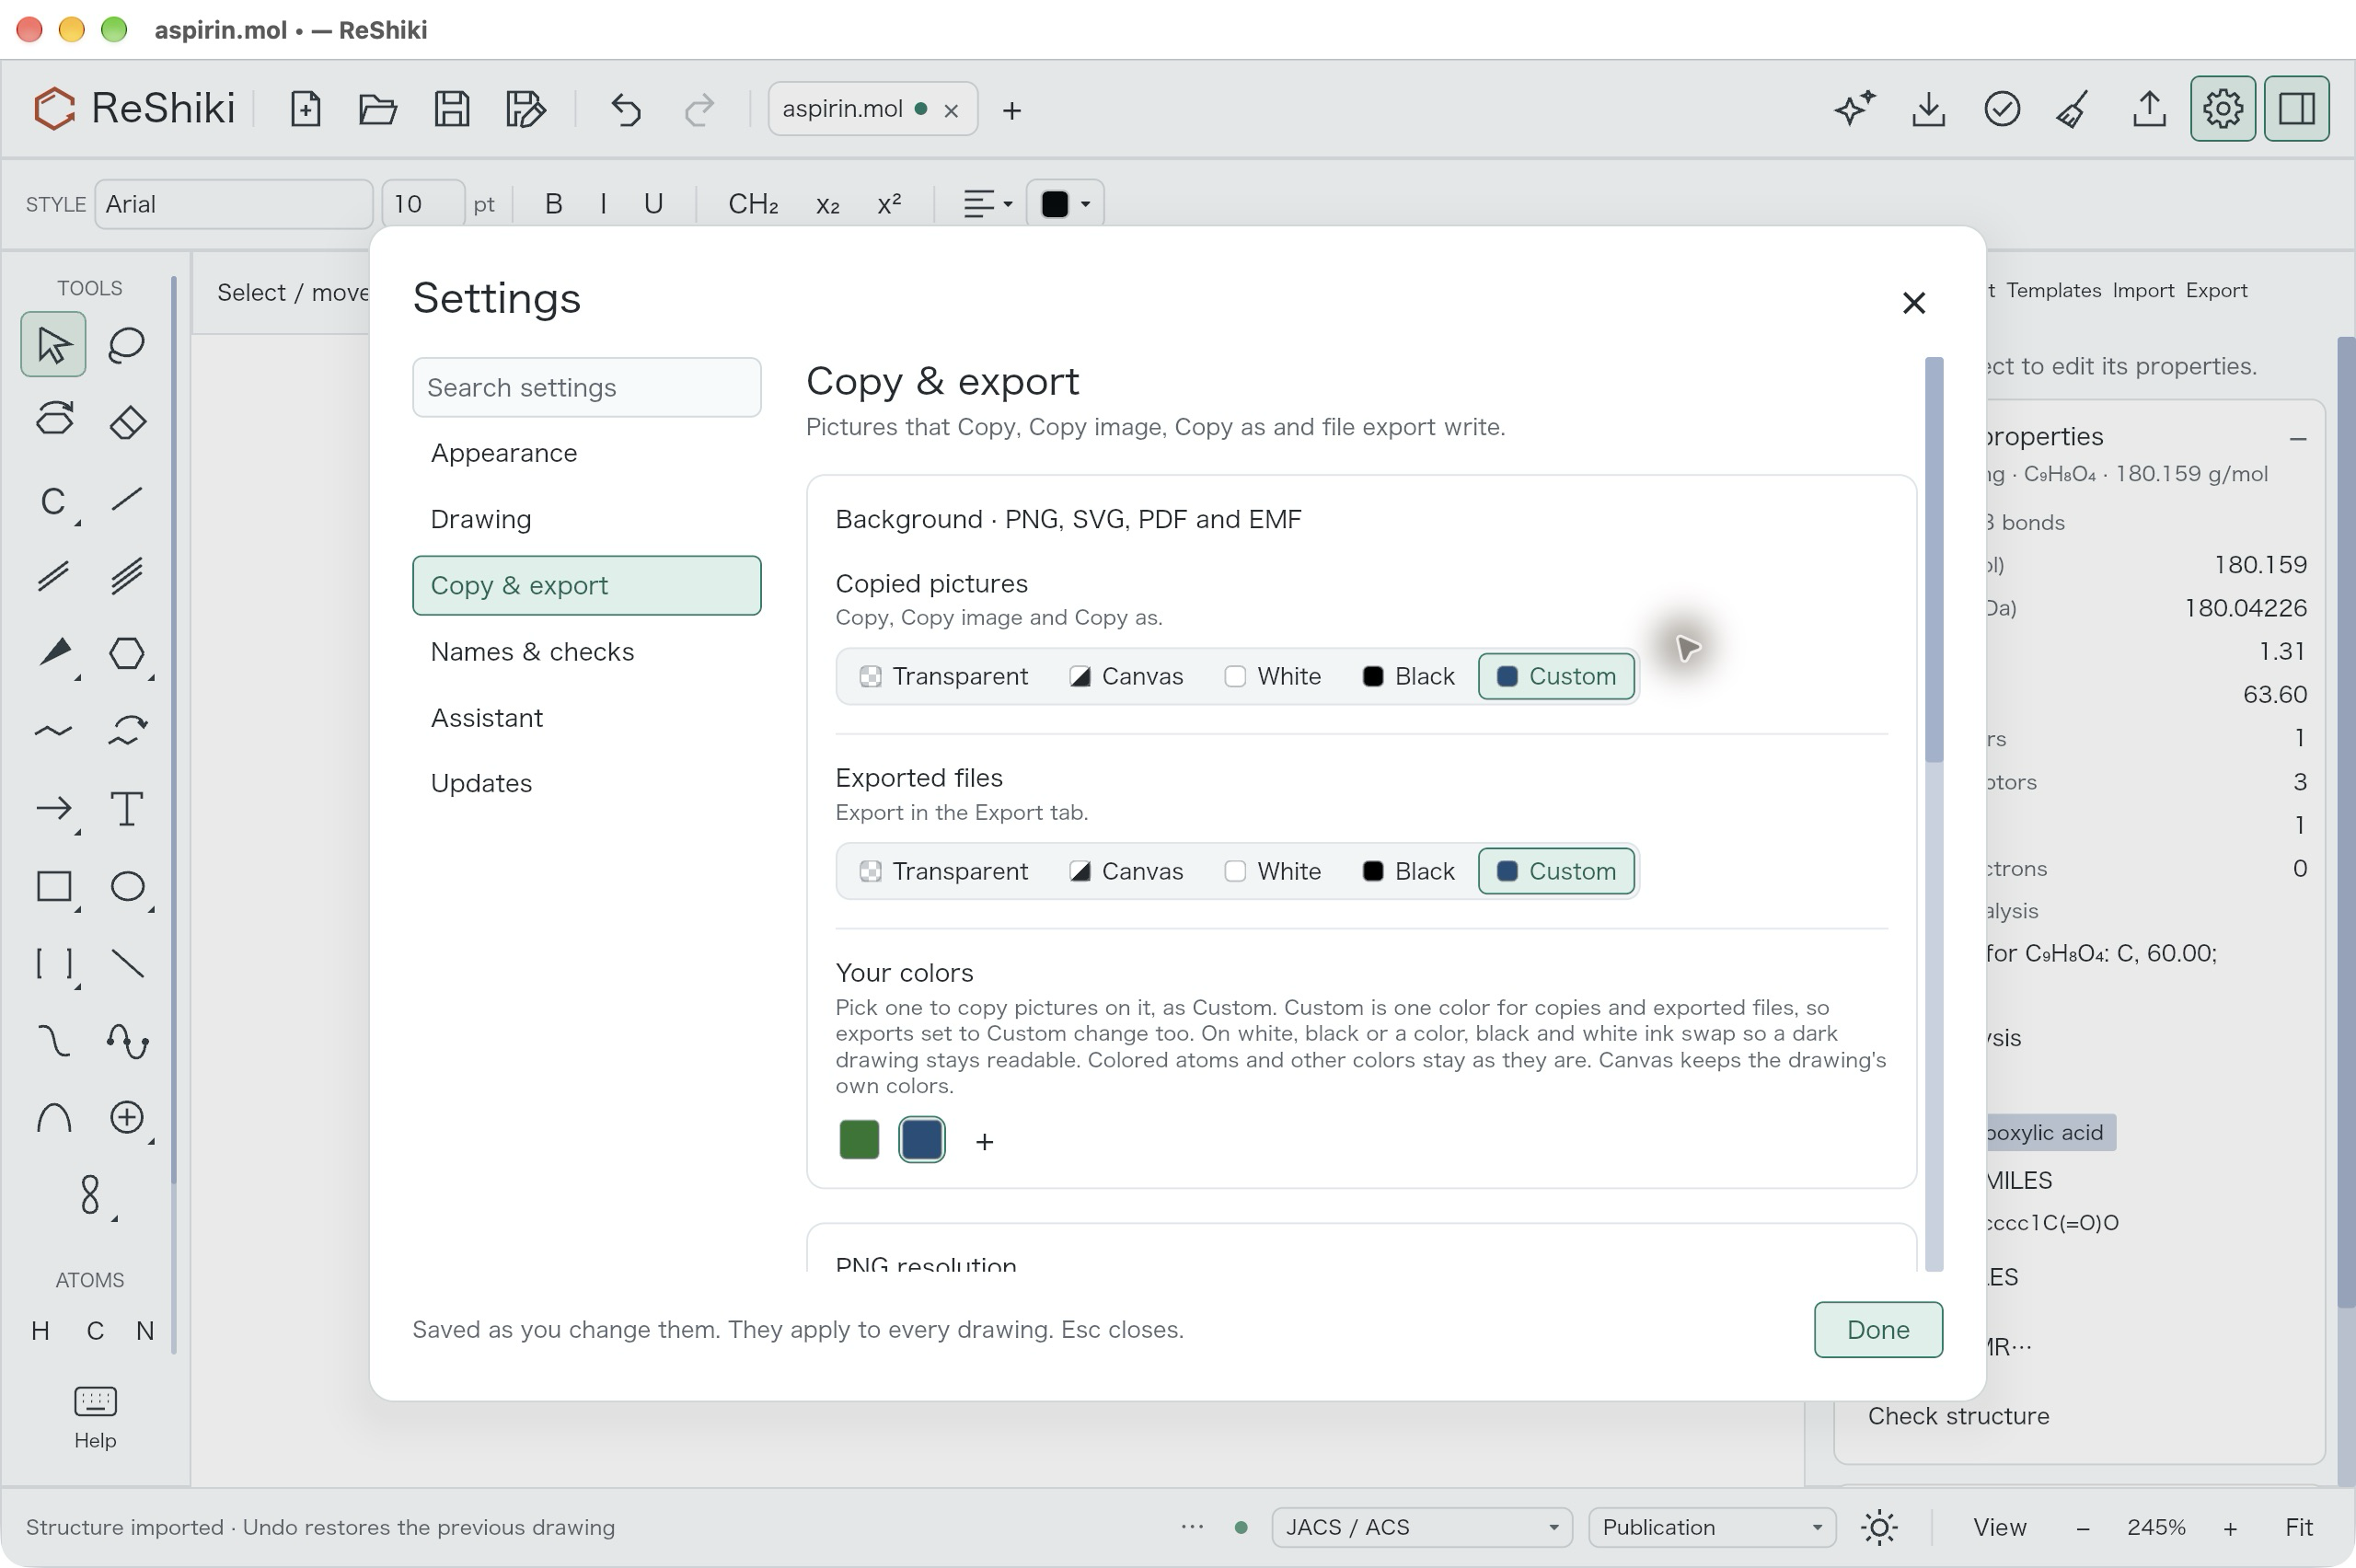 aspirin.mol • — ReShiki
ReShiki
aspirin.mol
STYLE Arial 10 pt B I U CH₂ x₂ x²
TOOLS
Select / move
C
T
ATOMS
H C N
Help
Settings
Search settings
Appearance
Drawing
Copy & export
Names & checks
Assistant
Updates
Copy & export
Pictures that Copy, Copy image, Copy as and file export write.
Background · PNG, SVG, PDF and EMF
Copied pictures
Copy, Copy image and Copy as.
Transparent Canvas White Black Custom
Exported files
Export in the Export tab.
Transparent Canvas White Black Custom
Your colors
Pick one to copy pictures on it, as Custom. Custom is one color for copies and exported files, so
exports set to Custom change too. On white, black or a color, black and white ink swap so a dark
drawing stays readable. Colored atoms and other colors stay as they are. Canvas keeps the drawing's
own colors.
PNG resolution
Saved as you change them. They apply to every drawing. Esc closes.
Done
Templates Import Export
to edit its properties.
properties
· C₉H₈O₄ · 180.159 g/mol
bonds
180.159
180.04226
1.31
63.60
1
3
1
0
for C₉H₈O₄: C, 60.00;
acid
cccc1C(=O)O
Check structure
Structure imported · Undo restores the previous drawing
··· JACS / ACS Publication View − 245% + Fit